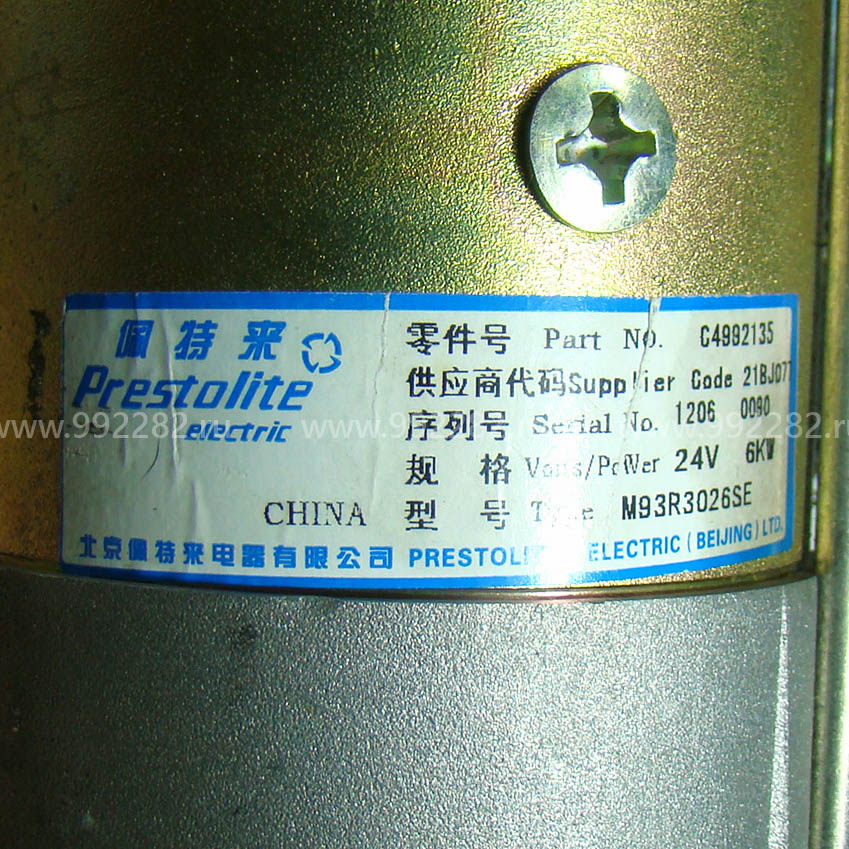 佩特来
Prestolite
electric
CHINA
零件号 Part No. C4992135
供应商代码Supplier Code 21BJ077
序列号 Serial No. 1206 0090
规 格 Volts/Power 24V 6KW
型 号 Type M93R3026SE
北京佩特来电器有限公司 PRESTOLITE ELECTRIC (BEIJING) LTD.
www.992282.ru
www.992282.ru
www.992282.ru